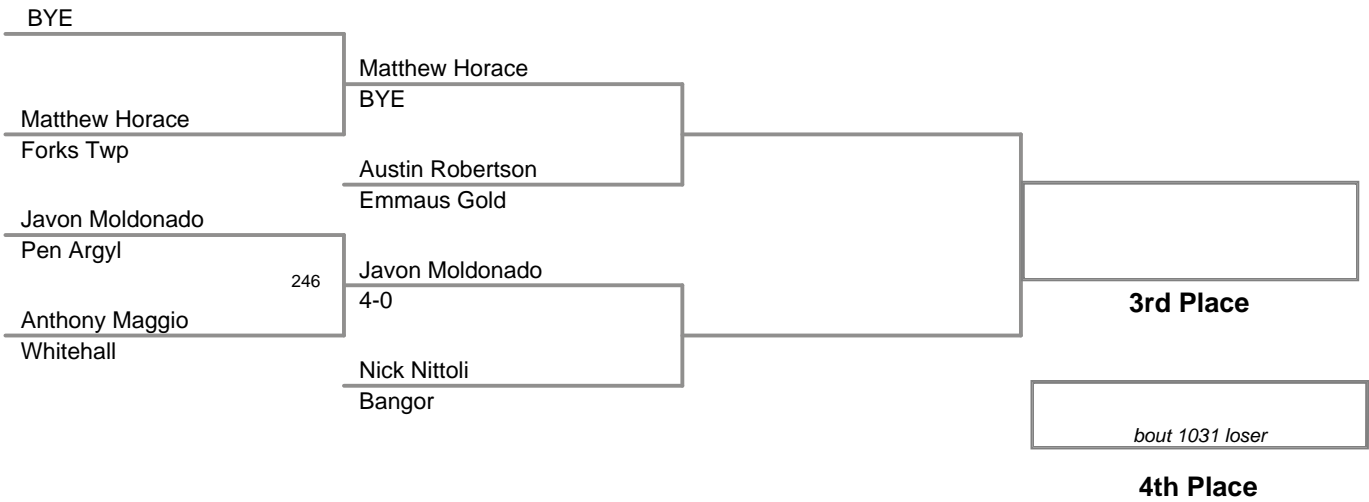 BYE
Matthew Horace
BYE
Matthew Horace
Forks Twp
Austin Robertson
Emmaus Gold
Javon Moldonado
Pen Argyl
246
Javon Moldonado
4-0
Anthony Maggio
Whitehall
Nick Nittoli
Bangor
3rd Place
bout 1031 loser
4th Place